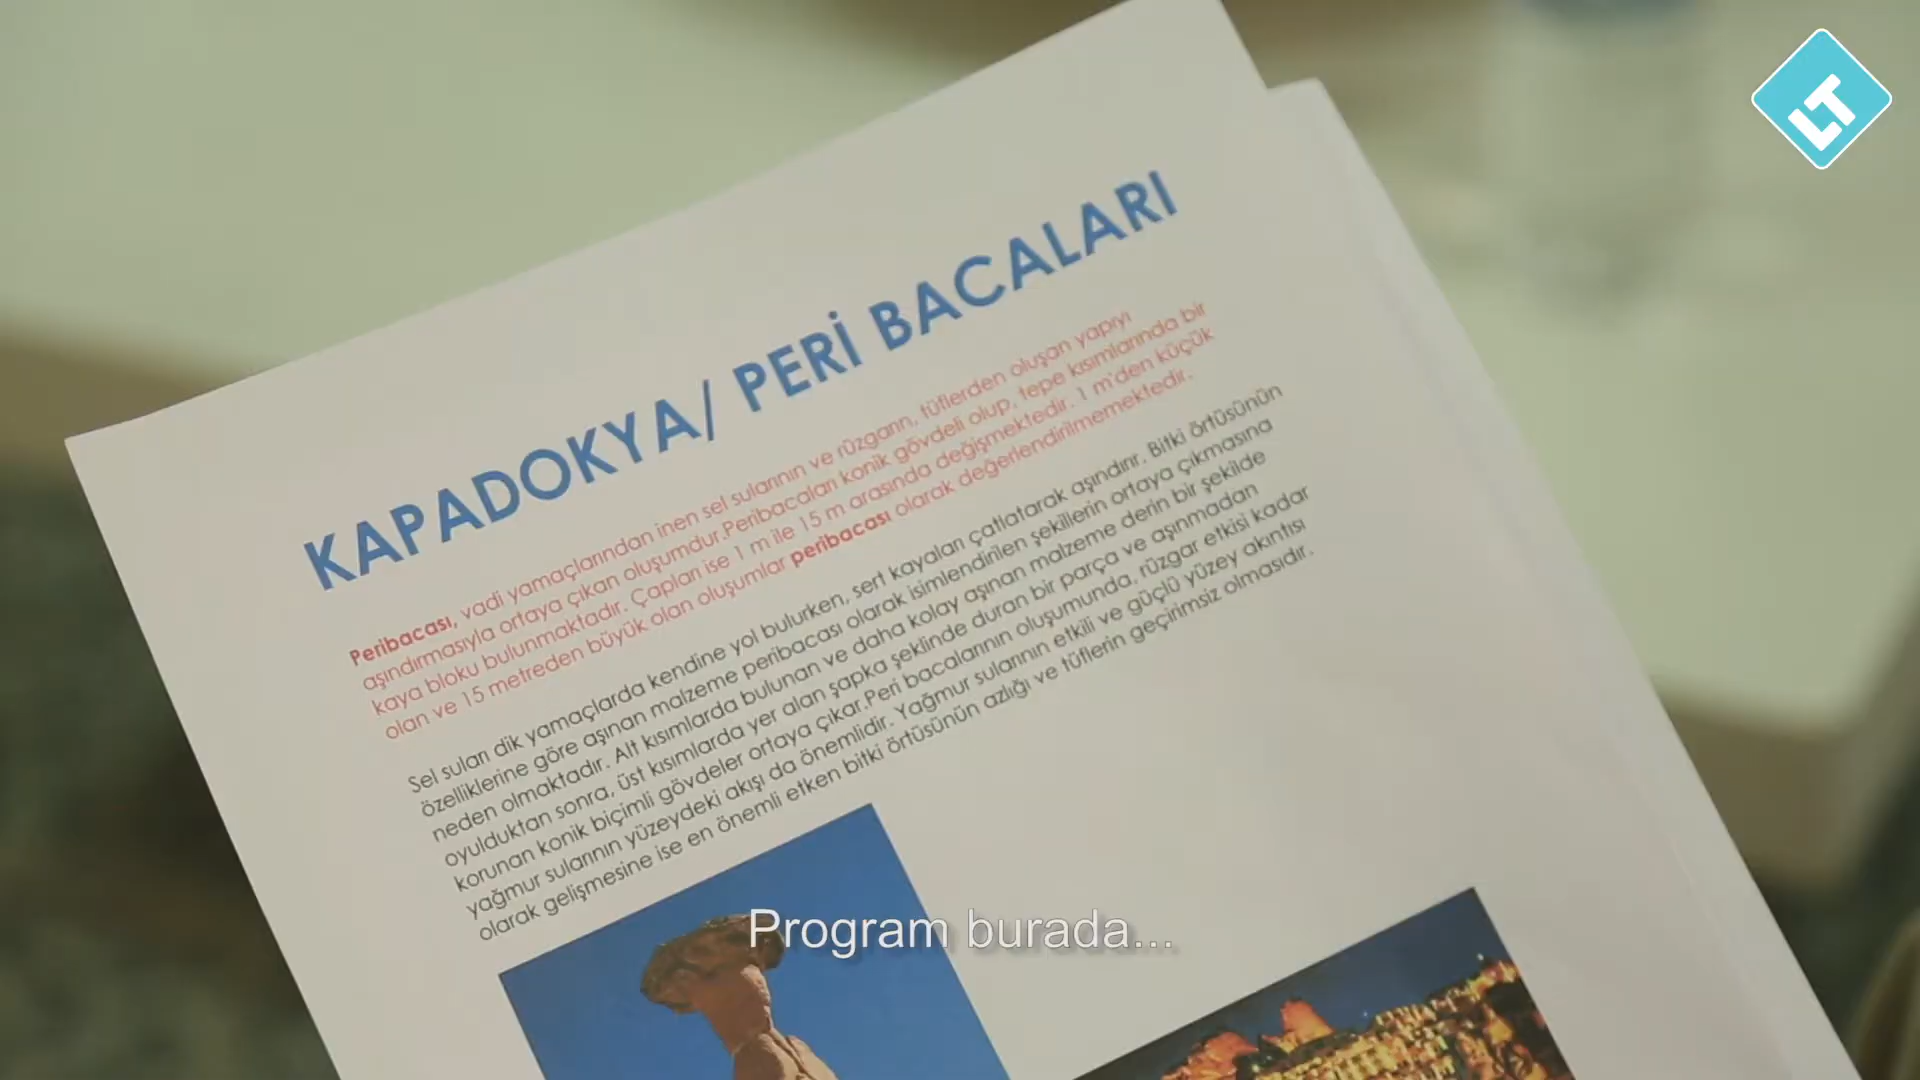 LT
KAPADOKYA/ PERİ BACALARI
Peribacası, vadi yamaçlarından inen sel sularının ve rüzgarın, tüflerden oluşan yapıyı
aşındırmasıyla ortaya çıkan oluşumdur.Peribacaları konik gövdeli olup, tepe kısımlarında bir
kaya bloku bulunmaktadır. Çapları ise 1 m ile 15 m arasında değişmektedir. 1 m'den küçük
olan ve 15 metreden büyük olan oluşumlar peribacası olarak değerlendirilmemektedir.
Sel suları dik yamaçlarda kendine yol bulurken, sert kayaları çatlatarak aşındırır. Bitki örtüsünün
özelliklerine göre aşınan malzeme peribacası olarak isimlendirilen şekillerin ortaya çıkmasına
neden olmaktadır. Alt kısımlarda bulunan ve daha kolay aşınan malzeme derin bir şekilde
oyulduktan sonra, üst kısımlarda yer alan şapka şeklinde duran bir parça ve aşınmadan
korunan konik biçimli gövdeler ortaya çıkar.Peri bacalarının oluşumunda, rüzgar etkisi kadar
yağmur sularının yüzeydeki akışı da önemlidir. Yağmur sularının etkili ve güçlü yüzey akıntısı
olarak gelişmesine ise en önemli etken bitki örtüsünün azlığı ve tüflerin geçirimsiz olmasıdır.
Program burada...